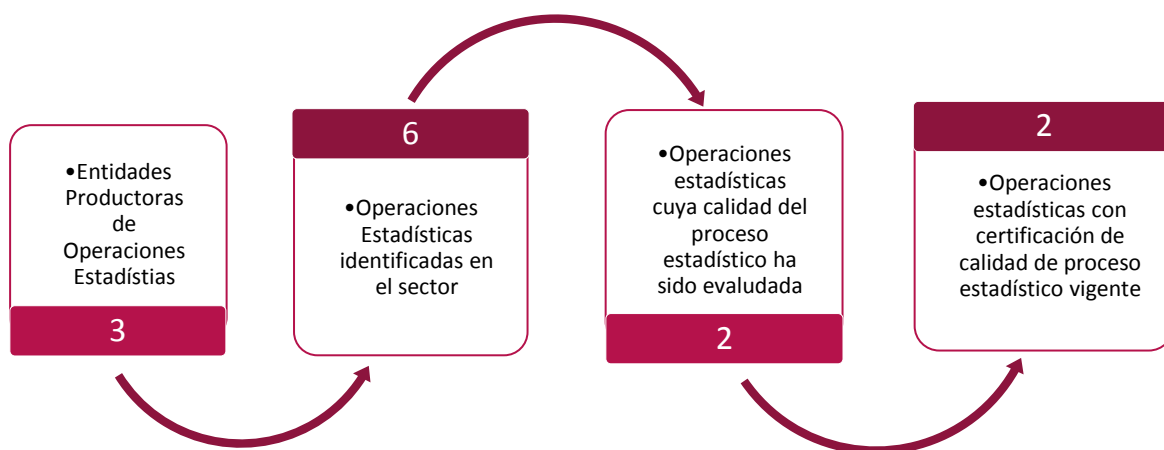 •Entidades
Productoras
de
Operaciones
Estadístias
3
6
•Operaciones
Estadísticas
identificadas en
el sector
•Operaciones
estadísticas
cuya calidad del
proceso
estadístico ha
sido evaludada
2
2
•Operaciones
estadísticas con
certificación de
calidad de proceso
estadístico vigente